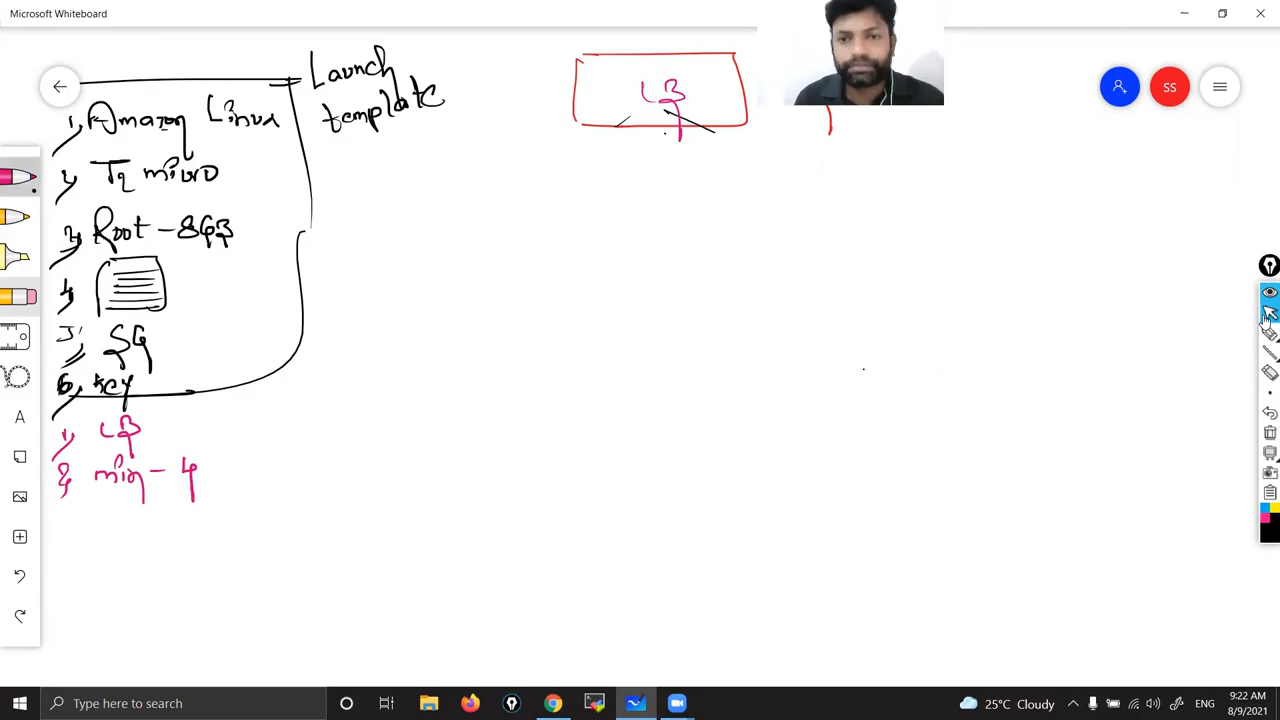 Microsoft Whiteboard
Launch
template
LB
SS
1, Amazon Linux
2, T2 micro
3, Root - 8GB
4,
5, SG
6, key
1, LB
2, min - 4
A
Type here to search
25°C Cloudy
ENG
9:22 AM
8/9/2021